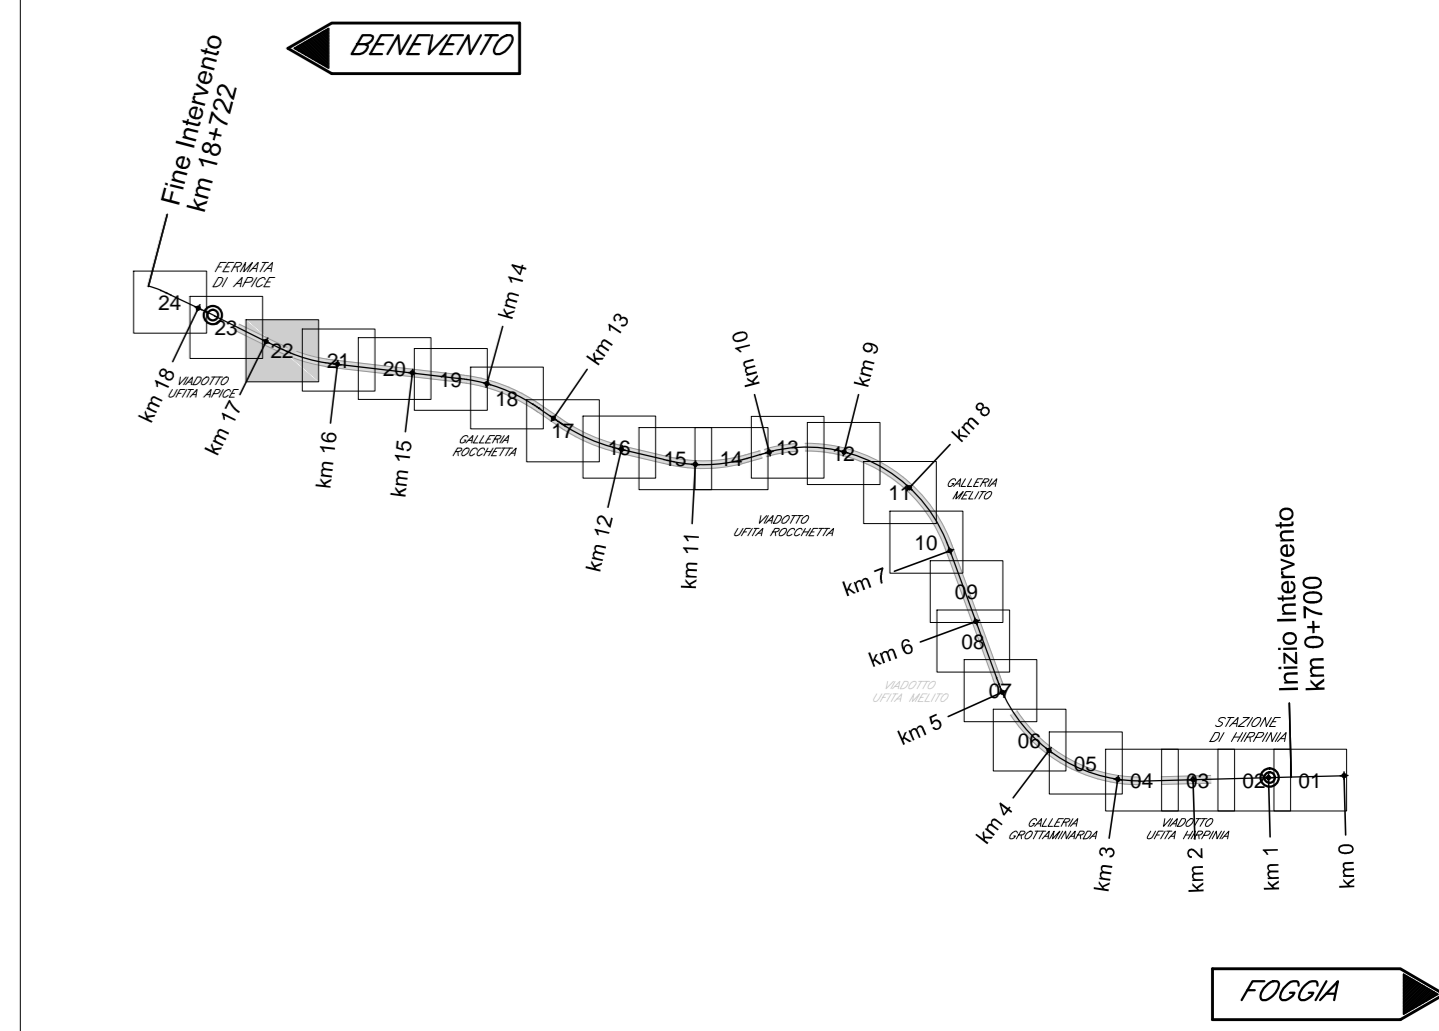 BENEVENTO
Fine Intervento
km 18+722
FERMATA
DI APICE
24
23
22
21
20
19
18
17
16
15
14
13
12
11
10
09
08
07
06
05
04
03
02
01
km 18
VIADOTTO
UFITA APICE
km 17
km 16
km 15
km 14
GALLERIA
ROCCHETTA
km 13
km 12
km 11
km 10
VIADOTTO
UFITA ROCCHETTA
km 9
km 8
GALLERIA
MELITO
km 7
km 6
VIADOTTO
UFITA MELITO
km 5
km 4
GALLERIA
GROTTAMINARDA
km 3
VIADOTTO
UFITA HIRPINIA
km 2
STAZIONE
DI HIRPINIA
km 1
Inizio Intervento
km 0+700
km 0
FOGGIA